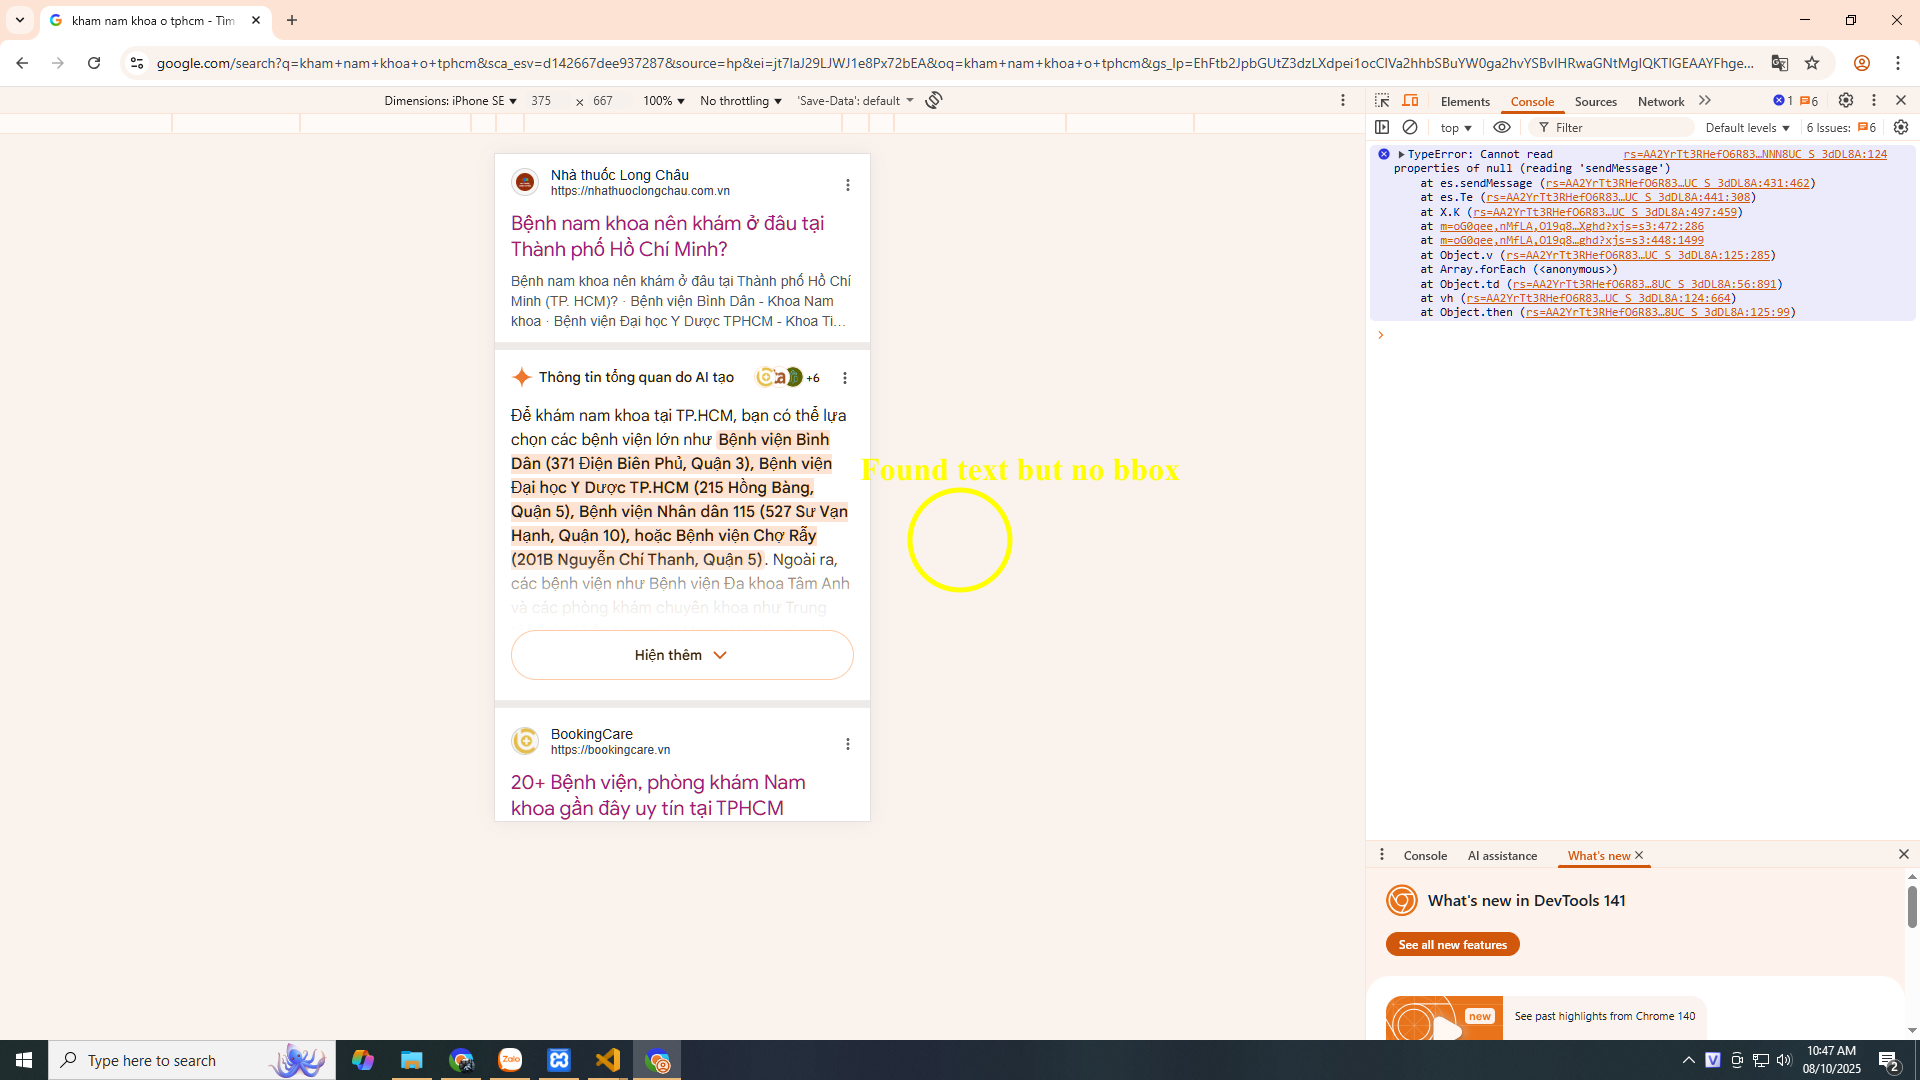 kham nam khoa o tphcm - Tìm
google.com/search?q=kham+nam+khoa+o+tphcm&sca_esv=d142667dee937287&source=hp&ei=jt7laJ29LJWJ1e8Px72bEA&oq=kham+nam+khoa+o+tphcm&gs_lp=EhFtb2JpbGUtZ3dzLXdpei1ocCIVa2hhbSBuYW0ga2hvYSBvIHRwaGNtMgIQKTIGEAAYFhge...
Dimensions: iPhone SE 375 × 667 100% No throttling 'Save-Data': default
Nhà thuốc Long Châu
https://nhathuoclongchau.com.vn
Bệnh nam khoa nên khám ở đâu tại
Thành phố Hồ Chí Minh?
Bệnh nam khoa nên khám ở đâu tại Thành phố Hồ Chí
Minh (TP. HCM)? · Bệnh viện Bình Dân - Khoa Nam
khoa · Bệnh viện Đại học Y Dược TPHCM - Khoa Ti...
Thông tin tổng quan do AI tạo
+6
Để khám nam khoa tại TP.HCM, bạn có thể lựa
chọn các bệnh viện lớn như Bệnh viện Bình
Dân (371 Điện Biên Phủ, Quận 3), Bệnh viện
Đại học Y Dược TP.HCM (215 Hồng Bàng,
Quận 5), Bệnh viện Nhân dân 115 (527 Sư Vạn
Hạnh, Quận 10), hoặc Bệnh viện Chợ Rẫy
(201B Nguyễn Chí Thanh, Quận 5). Ngoài ra,
các bệnh viện như Bệnh viện Đa khoa Tâm Anh
và các phòng khám chuyên khoa như Trung
Hiện thêm
BookingCare
https://bookingcare.vn
20+ Bệnh viện, phòng khám Nam
khoa gần đây uy tín tại TPHCM
Found text but no bbox
Elements Console Sources Network 1 6
top Filter Default levels 6 Issues: 6
TypeError: Cannot read rs=AA2YrTt3RHefO6R83…NNN8UC_S_3dDL8A:124
properties of null (reading 'sendMessage')
at es.sendMessage (rs=AA2YrTt3RHefO6R83…UC_S_3dDL8A:431:462)
at es.Te (rs=AA2YrTt3RHefO6R83…UC_S_3dDL8A:441:308)
at X.K (rs=AA2YrTt3RHefO6R83…UC_S_3dDL8A:497:459)
at m=oG0qee,nMfLA,O19q8…Xghd?xjs=s3:472:286
at m=oG0qee,nMfLA,O19q8…ghd?xjs=s3:448:1499
at Object.v (rs=AA2YrTt3RHefO6R83…UC_S_3dDL8A:125:285)
at Array.forEach (<anonymous>)
at Object.td (rs=AA2YrTt3RHefO6R83…8UC_S_3dDL8A:56:891)
at vh (rs=AA2YrTt3RHefO6R83…UC_S_3dDL8A:124:664)
at Object.then (rs=AA2YrTt3RHefO6R83…8UC_S_3dDL8A:125:99)
Console AI assistance What's new
What's new in DevTools 141
See all new features
new
See past highlights from Chrome 140
Type here to search
Zalo
V
10:47 AM
08/10/2025
2